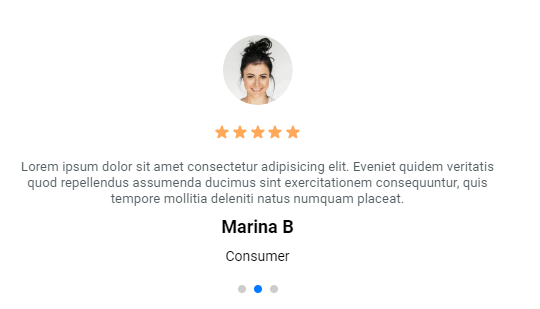 Lorem ipsum dolor sit amet consectetur adipisicing elit. Eveniet quidem veritatis
quod repellendus assumenda ducimus sint exercitationem consequuntur, quis
tempore mollitia deleniti natus numquam placeat.
Marina B
Consumer